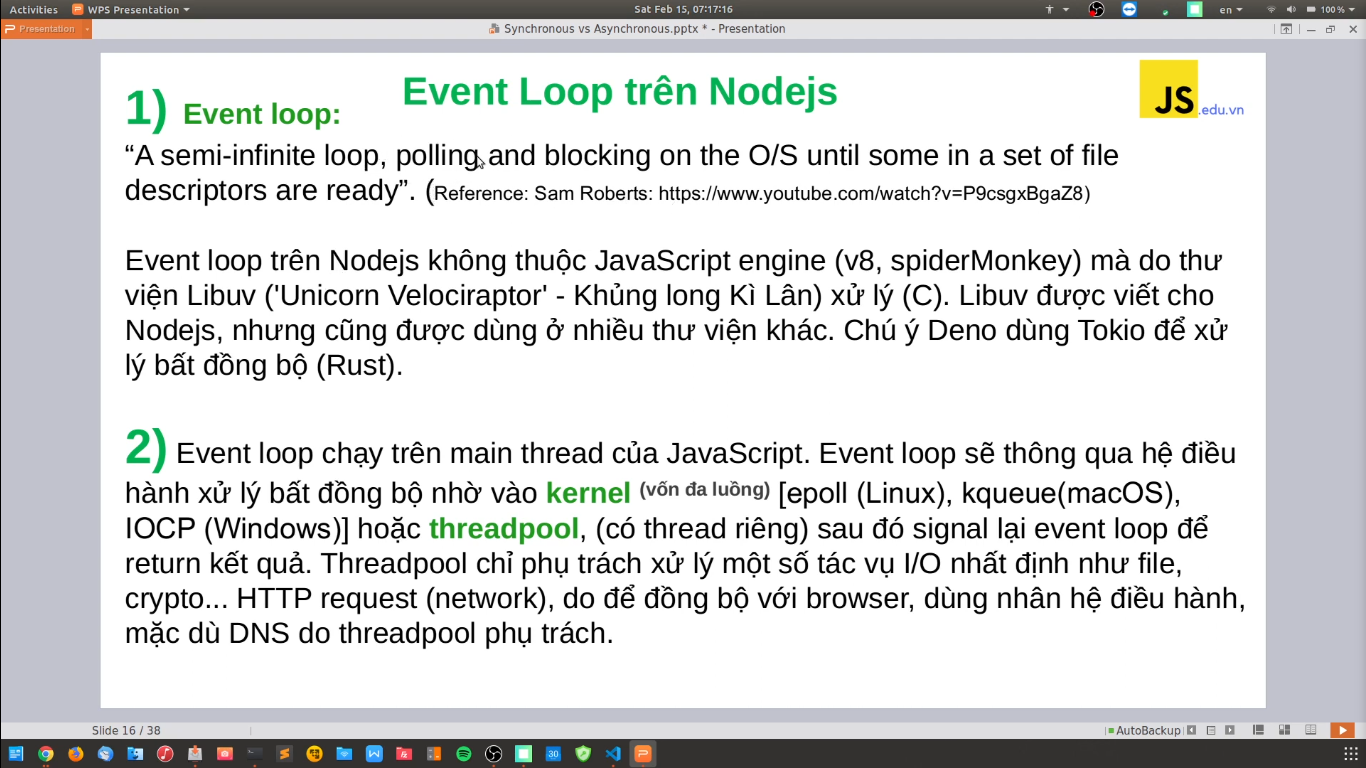 Activities WPS Presentation Sat Feb 15, 07:17:16 en 100 %
Presentation Synchronous vs Asynchronous.pptx * - Presentation
Event Loop trên Nodejs
JS .edu.vn
1) Event loop:
“A semi-infinite loop, polling and blocking on the O/S until some in a set of file
descriptors are ready”. (Reference: Sam Roberts: https://www.youtube.com/watch?v=P9csgxBgaZ8)
Event loop trên Nodejs không thuộc JavaScript engine (v8, spiderMonkey) mà do thư
viện Libuv ('Unicorn Velociraptor' - Khủng long Kì Lân) xử lý (C). Libuv được viết cho
Nodejs, nhưng cũng được dùng ở nhiều thư viện khác. Chú ý Deno dùng Tokio để xử
lý bất đồng bộ (Rust).
2) Event loop chạy trên main thread của JavaScript. Event loop sẽ thông qua hệ điều
hành xử lý bất đồng bộ nhờ vào kernel (vốn đa luồng) [epoll (Linux), kqueue(macOS),
IOCP (Windows)] hoặc threadpool, (có thread riêng) sau đó signal lại event loop để
return kết quả. Threadpool chỉ phụ trách xử lý một số tác vụ I/O nhất định như file,
crypto... HTTP request (network), do để đồng bộ với browser, dùng nhân hệ điều hành,
mặc dù DNS do threadpool phụ trách.
Slide 16 / 38 AutoBackup
30